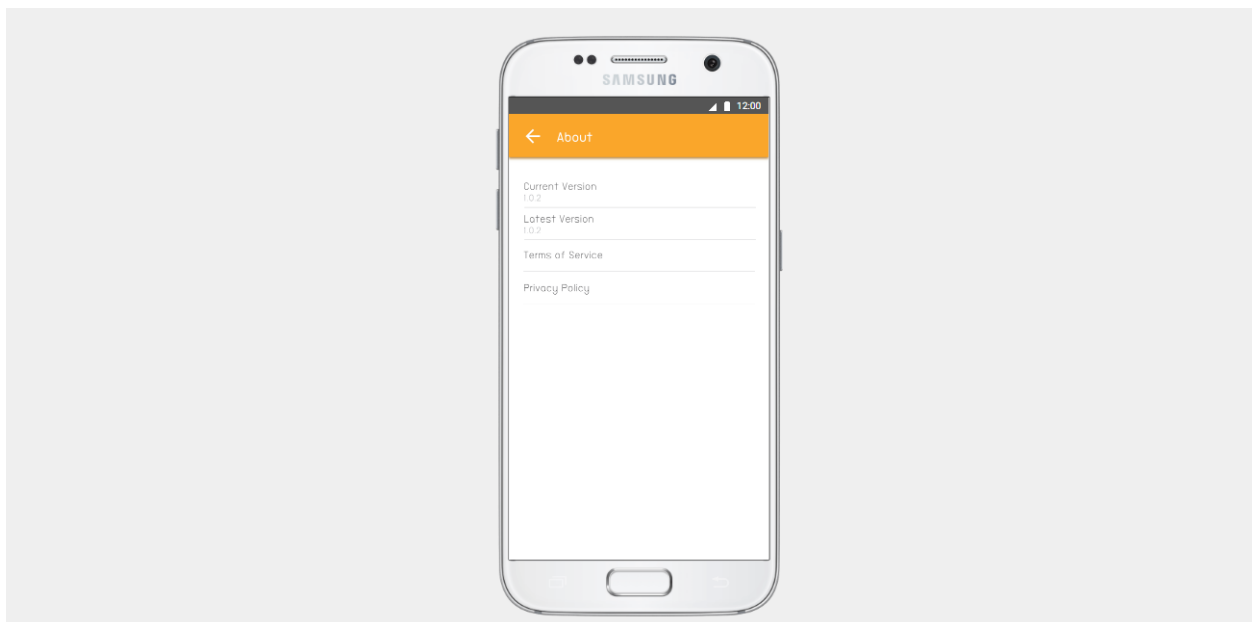 SAMSUNG
12:00
About
Current Version
1.0.2
Latest Version
1.0.2
Terms of Service
Privacy Policy